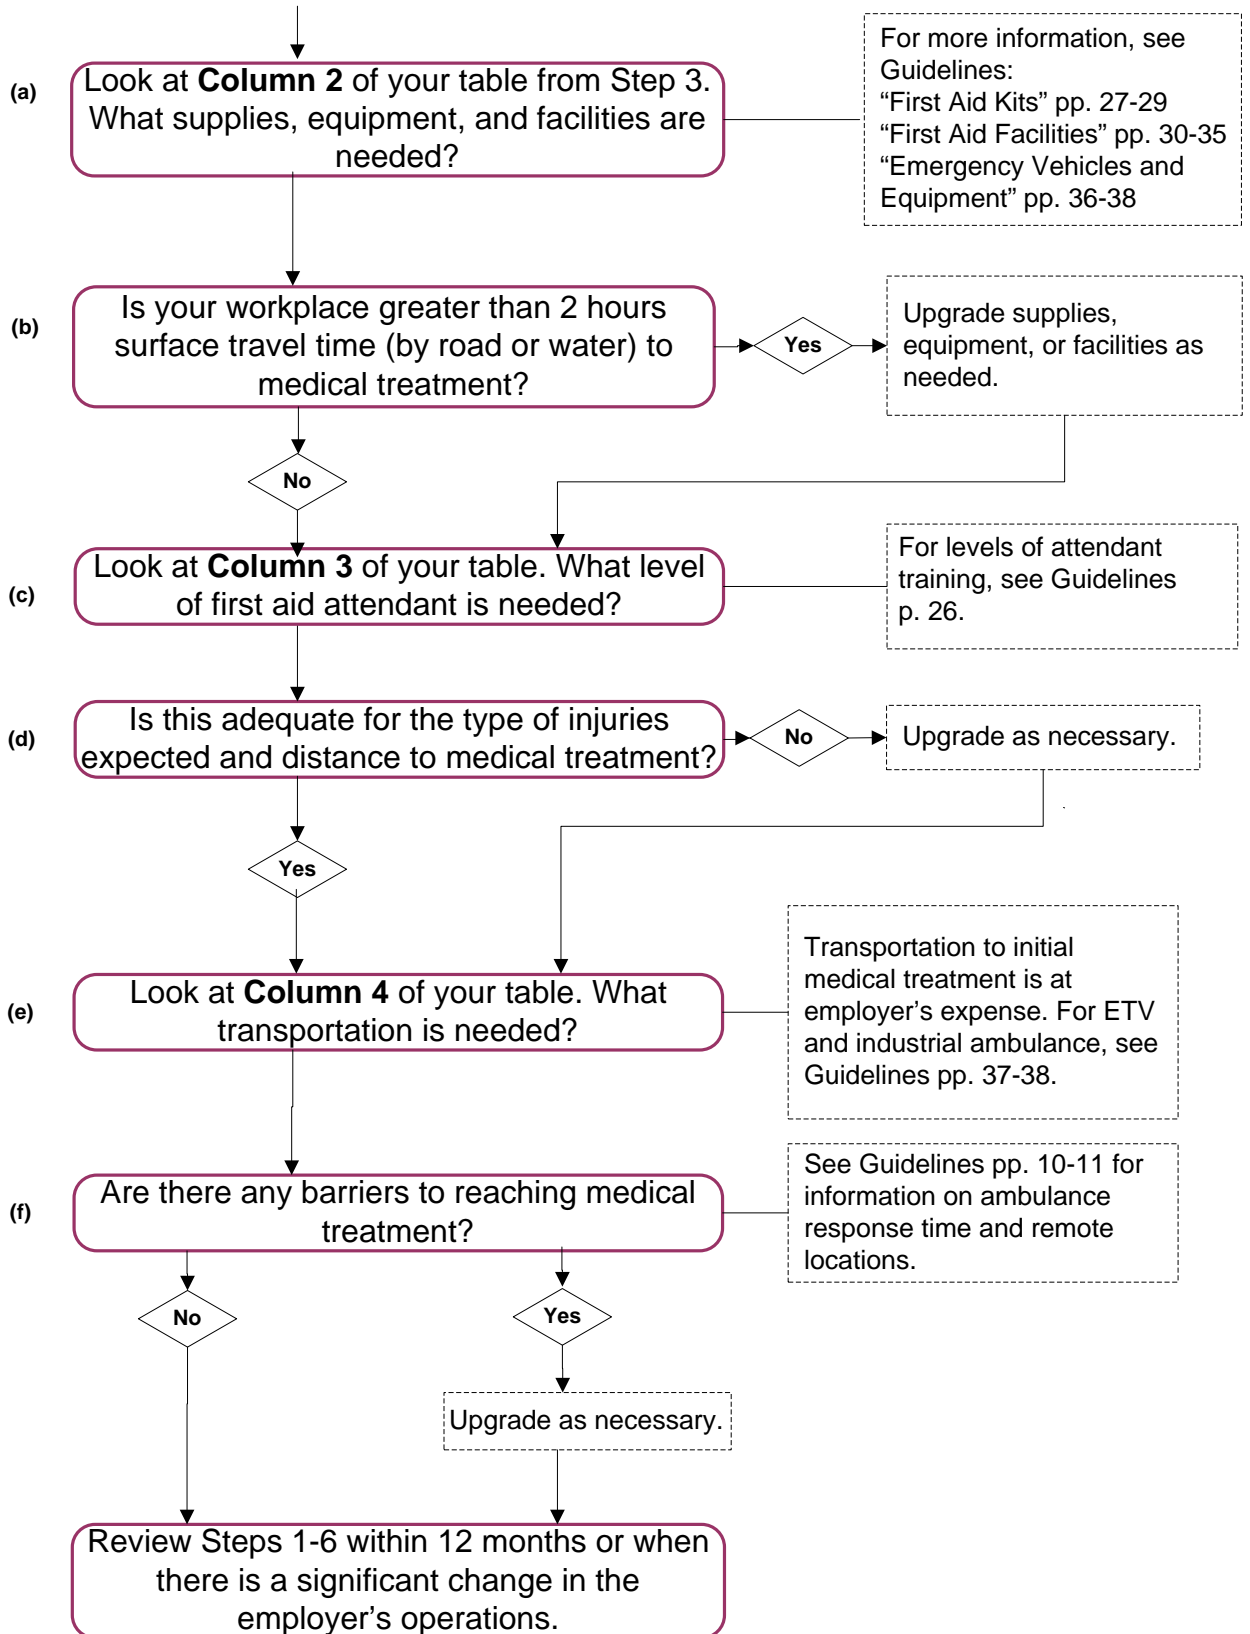 (a)
Look at Column 2 of your table from Step 3.
What supplies, equipment, and facilities are
needed?
For more information, see
Guidelines:
“First Aid Kits” pp. 27-29
“First Aid Facilities” pp. 30-35
“Emergency Vehicles and
Equipment” pp. 36-38
(b)
Is your workplace greater than 2 hours
surface travel time (by road or water) to
medical treatment?
Yes
Upgrade supplies,
equipment, or facilities as
needed.
No
(c)
Look at Column 3 of your table. What level
of first aid attendant is needed?
For levels of attendant
training, see Guidelines
p. 26.
(d)
Is this adequate for the type of injuries
expected and distance to medical treatment?
No
Upgrade as necessary.
Yes
(e)
Look at Column 4 of your table. What
transportation is needed?
Transportation to initial
medical treatment is at
employer’s expense. For ETV
and industrial ambulance, see
Guidelines pp. 37-38.
(f)
Are there any barriers to reaching medical
treatment?
See Guidelines pp. 10-11 for
information on ambulance
response time and remote
locations.
No
Yes
Upgrade as necessary.
Review Steps 1-6 within 12 months or when
there is a significant change in the
employer’s operations.